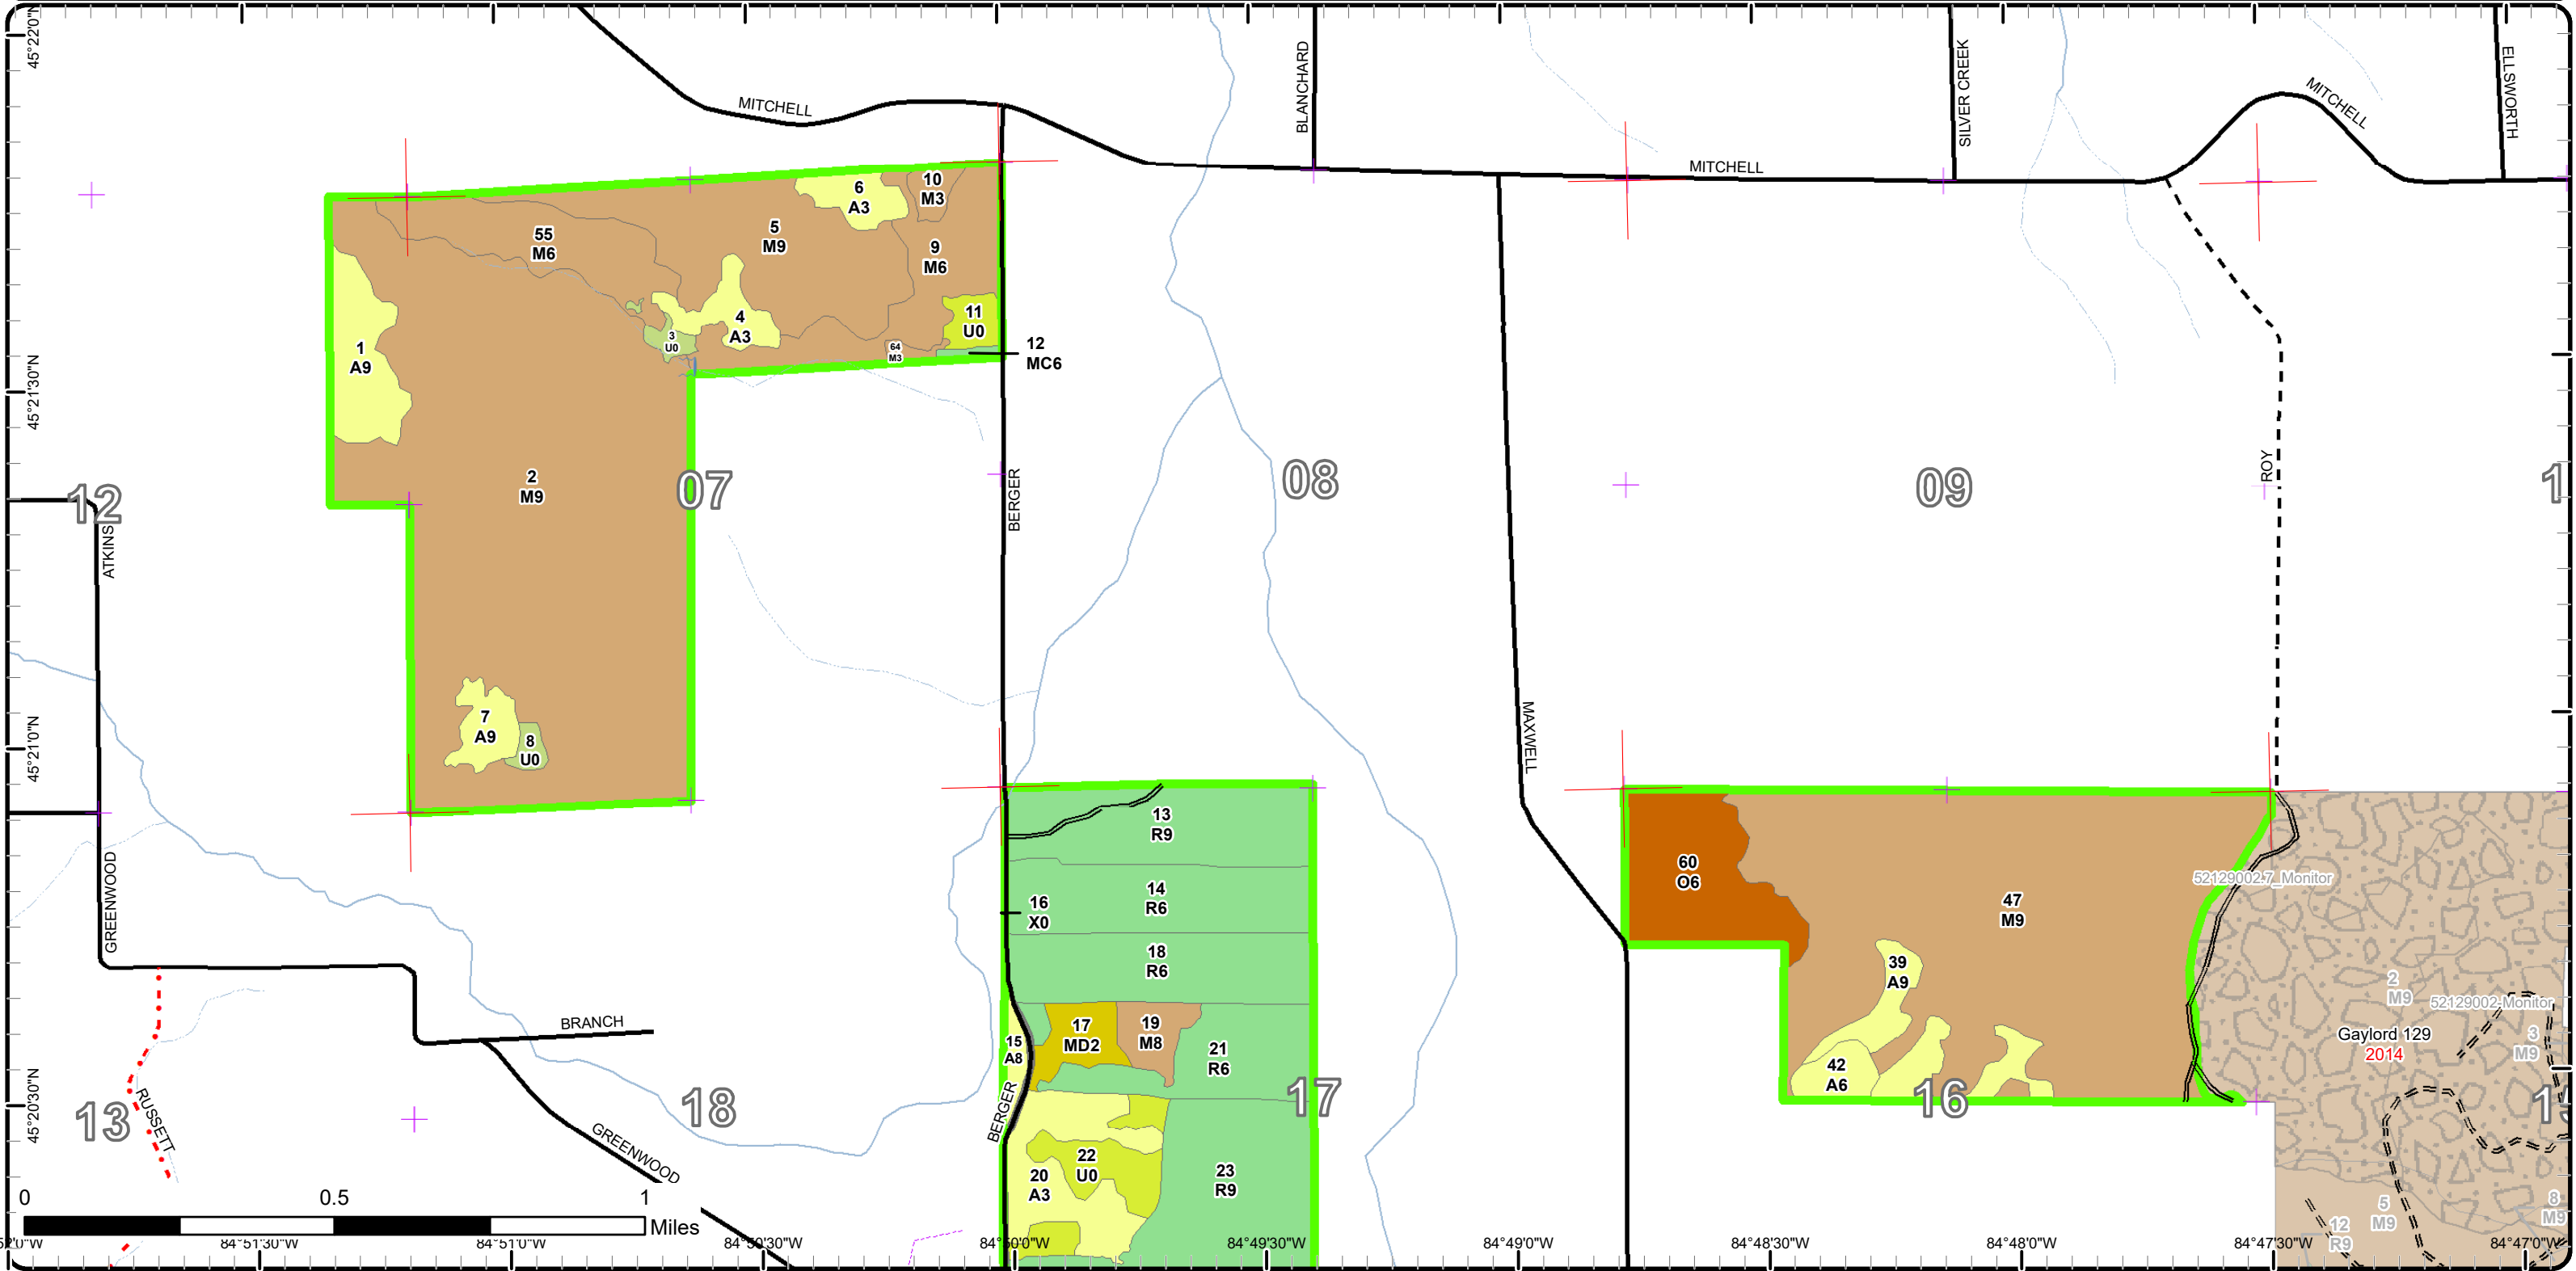 45°22'0"N
MITCHELL
BLANCHARD
SILVER CREEK
MITCHELL
ELLSWORTH
MITCHELL
6
A3
10
M3
55
M6
5
M9
9
M6
11
U0
4
A3
3
U0
64
M3
12
MC6
1
A9
45°21'30"N
2
M9
07
08
09
1
12
ATKINS
BERGER
ROY
7
A9
8
U0
45°21'0"N
MAXWELL
13
R9
14
R6
16
X0
18
R6
60
O6
47
M9
52129002.7_Monitor
GREENWOOD
39
A9
2
M9
52129002-Monitor
BRANCH
17
MD2
19
M8
15
A8
21
R6
42
A6
Gaylord 129
2014
3
M9
45°20'30"N
13
RUSSETT
18
GREENWOOD
BERGER
17
16
1
22
U0
20
A3
23
R9
5
M9
8
M9
12
R9
0
0.5
1
Miles
52'0"W
84°51'30"W
84°51'0"W
84°50'30"W
84°50'0"W
84°49'30"W
84°49'0"W
84°48'30"W
84°48'0"W
84°47'30"W
84°47'0"W